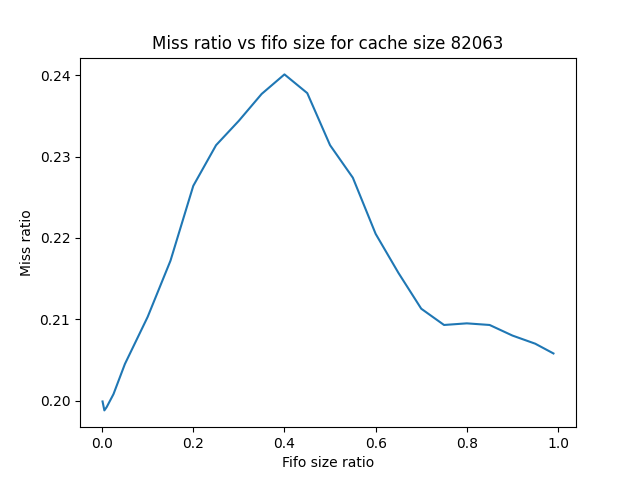 Miss ratio vs fifo size for cache size 82063
0.24
0.23
0.22
0.21
0.20
Miss ratio
0.0 0.2 0.4 0.6 0.8 1.0
Fifo size ratio